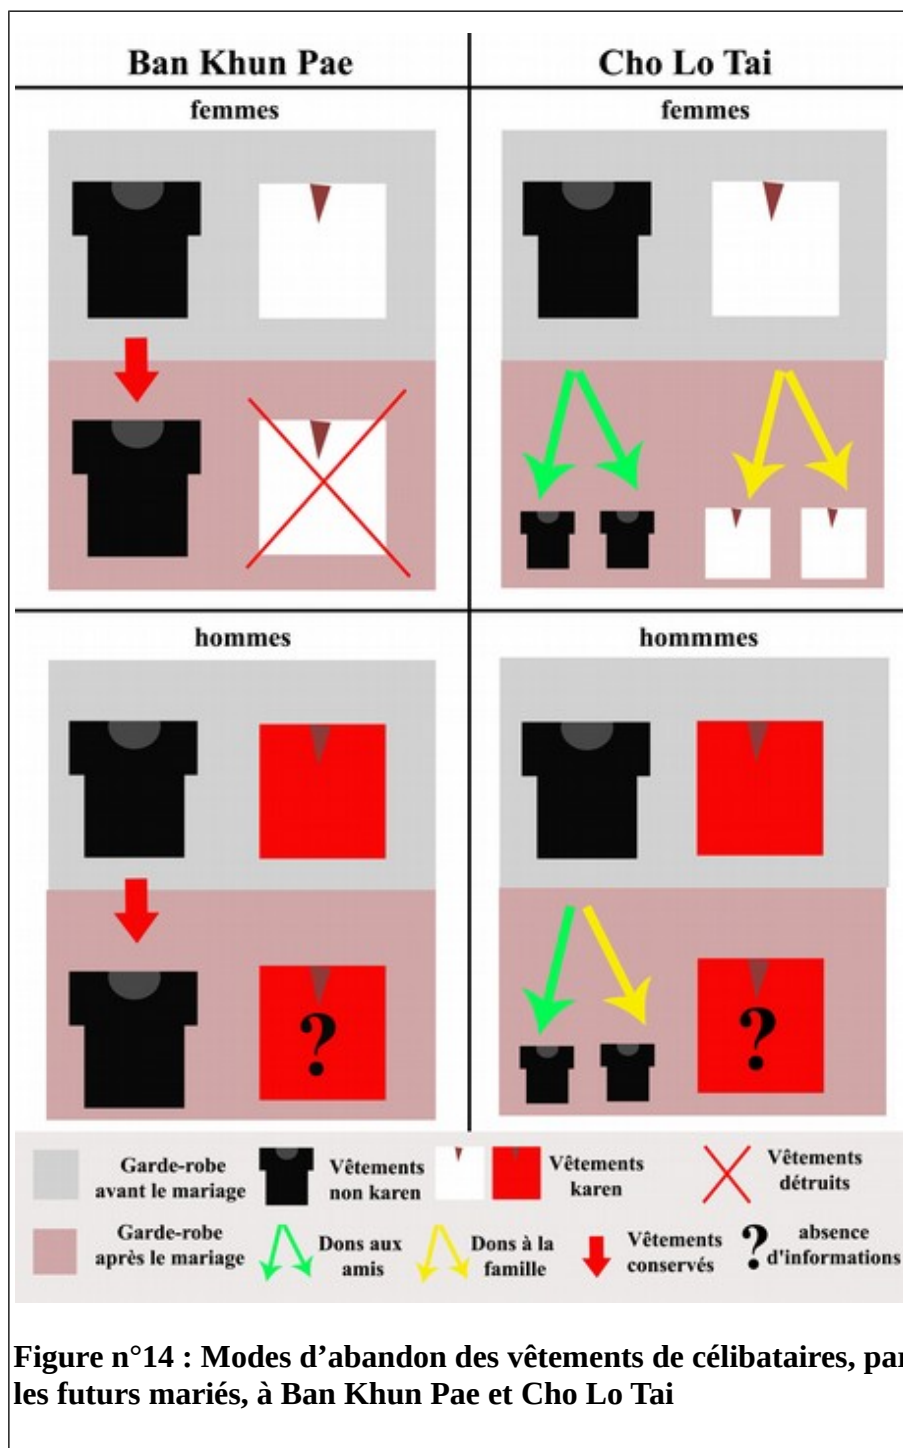 Ban Khun Pae
Cho Lo Tai
femmes
femmes
hommes
hommmes
?
?
Garde-robe
avant le mariage
Vêtements
non karen
Vêtements
karen
Vêtements
détruits
Garde-robe
après le mariage
Dons aux
amis
Dons à la
famille
Vêtements
conservés
?
absence
d'informations
Figure n°14 : Modes d’abandon des vêtements de célibataires, par
les futurs mariés, à Ban Khun Pae et Cho Lo Tai